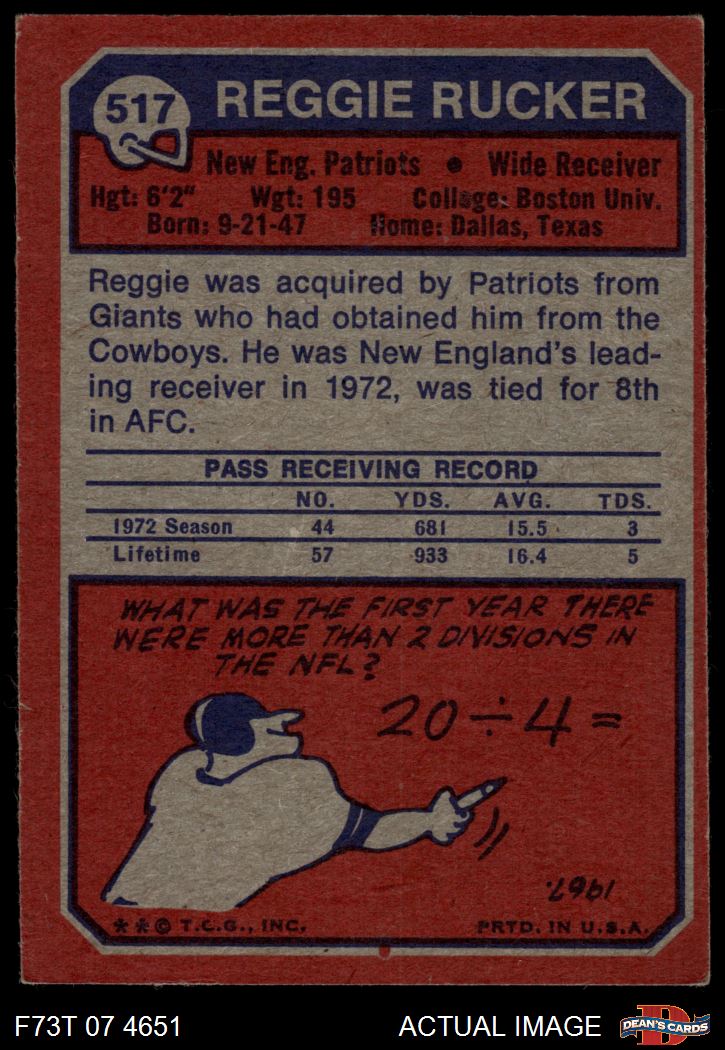 517
REGGIE RUCKER
New Eng. Patriots • Wide Receiver
Hgt: 6'2" Wgt: 195 College: Boston Univ.
Born: 9-21-47 Home: Dallas, Texas
Reggie was acquired by Patriots from
Giants who had obtained him from the
Cowboys. He was New England's lead-
ing receiver in 1972, was tied for 8th
in AFC.
PASS RECEIVING RECORD
NO. YDS. AVG. TDS.
1972 Season 44 681 15.5 3
Lifetime 57 933 16.4 5
WHAT WAS THE FIRST YEAR THERE
WERE MORE THAN 2 DIVISIONS IN
THE NFL?
20 ÷ 4 =
1967.
* * © T.C.G., INC. PRTD. IN U.S.A.
F73T 07 4651 ACTUAL IMAGE
D
DEAN'S CARDS